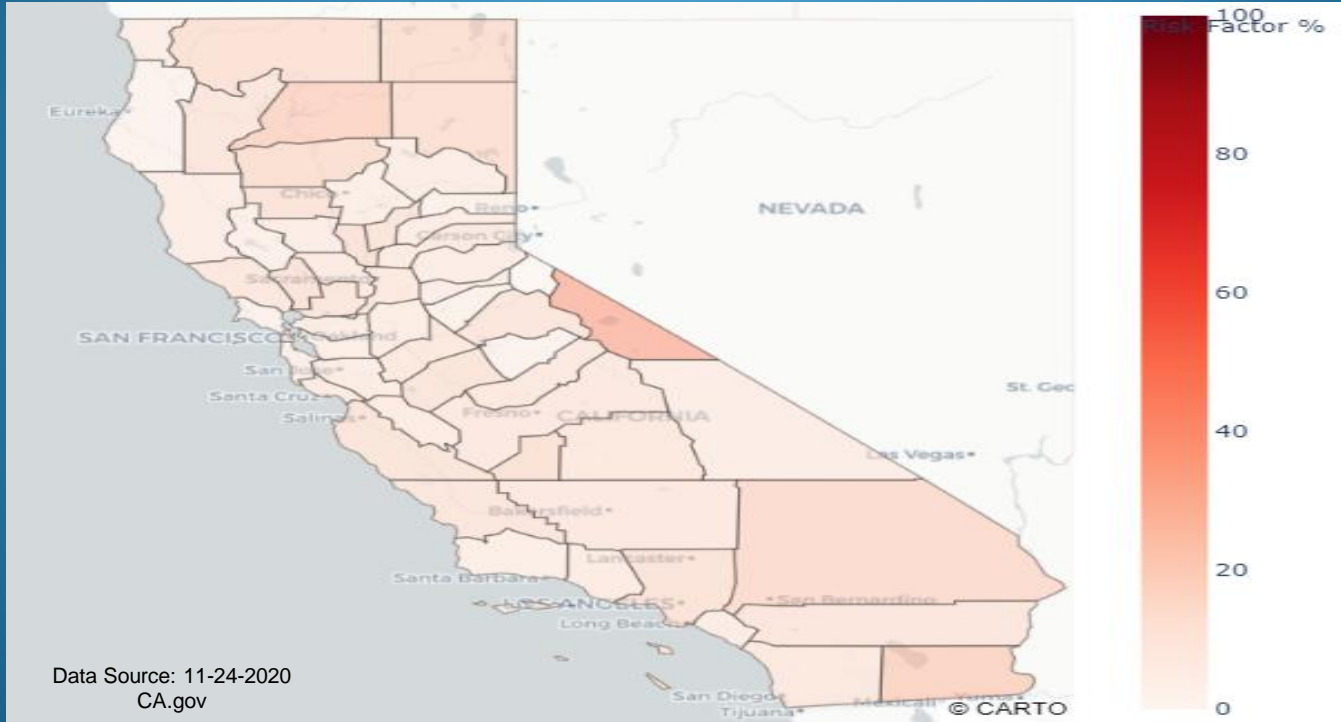 100
Risk Factor %
80
60
40
20
0
Eureka
Chico
Reno
Carson City
NEVADA
Sacramento
SAN FRANCISCO
Oakland
San Jose
Santa Cruz
Salinas
Fresno
CALIFORNIA
St. Geo
Las Vegas
Bakersfield
Lancaster
Santa Barbara
LOS ANGELES
San Bernardino
Long Beach
San Diego
Mexicali
Yuma
Tijuana
© CARTO
Data Source: 11-24-2020
CA.gov